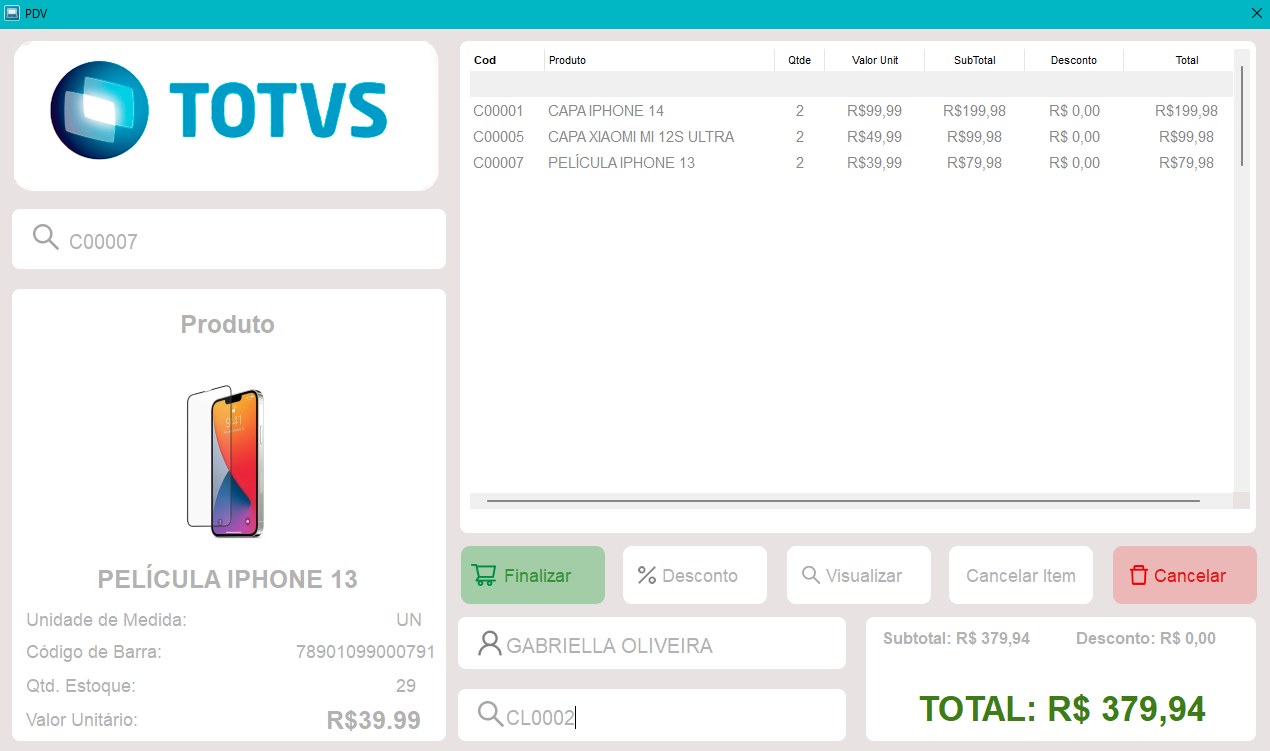 PDV
TOTVS
C00007
Produto
PELÍCULA IPHONE 13
Unidade de Medida: UN
Código de Barra: 78901099000791
Qtd. Estoque: 29
Valor Unitário: R$39.99
Cod Produto Qtde Valor Unit SubTotal Desconto Total
C00001 CAPA IPHONE 14 2 R$99,99 R$199,98 R$ 0,00 R$199,98
C00005 CAPA XIAOMI MI 12S ULTRA 2 R$49,99 R$99,98 R$ 0,00 R$99,98
C00007 PELÍCULA IPHONE 13 2 R$39,99 R$79,98 R$ 0,00 R$79,98
Finalizar Desconto Visualizar Cancelar Item Cancelar
GABRIELLA OLIVEIRA
CL0002
Subtotal: R$ 379,94 Desconto: R$ 0,00
TOTAL: R$ 379,94